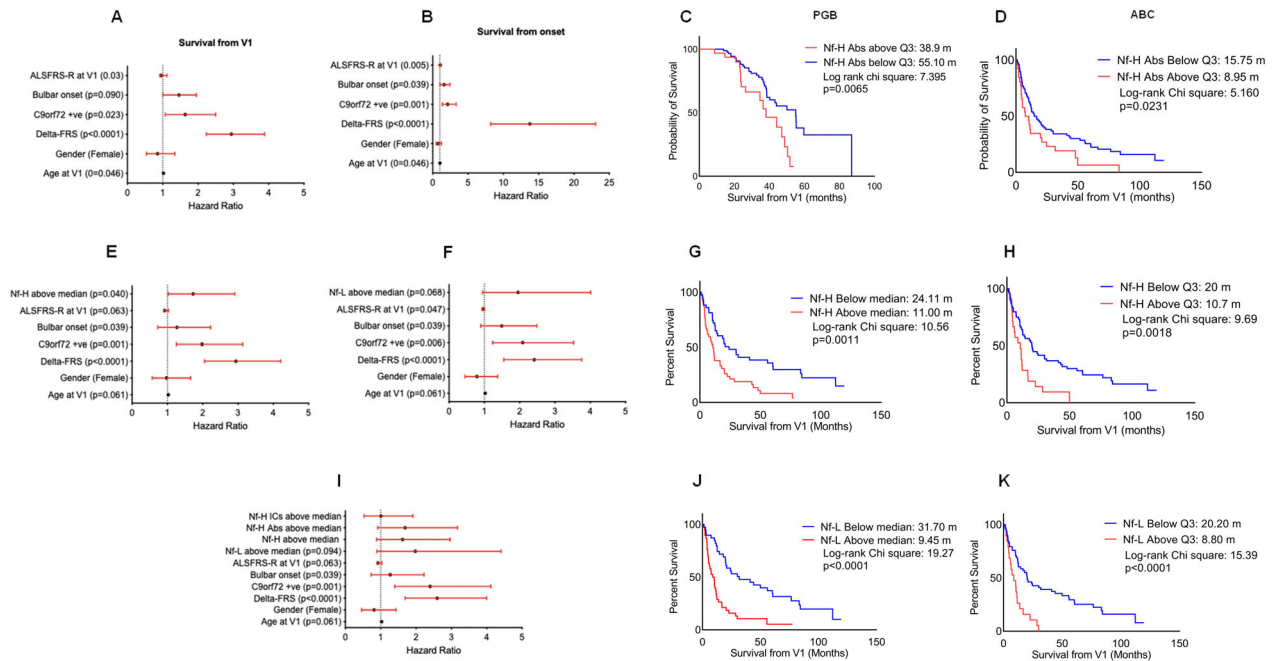 A
Survival from V1
ALSFRS-R at V1 (0.03)
Bulbar onset (p=0.090)
C9orf72 +ve (p=0.023)
Delta-FRS (p<0.0001)
Gender (Female)
Age at V1 (0=0.046)
0 1 2 3 4 5
Hazard Ratio
B
Survival from onset
ALSFRS-R at V1 (0.005)
Bulbar onset (p=0.039)
C9orf72 +ve (p=0.001)
Delta-FRS (p<0.0001)
Gender (Female)
Age at V1 (0=0.046)
0 5 10 15 20 25
Hazard Ratio
C
PGB
Nf-H Abs above Q3: 38.9 m
Nf-H Abs below Q3: 55.10 m
Log rank chi square: 7.395
p=0.0065
Probability of Survival
100
50
0
0 20 40 60 80 100
Survival from V1 (months)
D
ABC
Nf-H Abs Below Q3: 15.75 m
Nf-H Abs Above Q3: 8.95 m
Log-rank Chi square: 5.160
p=0.0231
Probability of Survival
100
50
0
0 50 100 150
Survival from V1 (months)
E
Nf-H above median (p=0.040)
ALSFRS-R at V1 (p=0.063)
Bulbar onset (p=0.039)
C9orf72 +ve (p=0.001)
Delta-FRS (p<0.0001)
Gender (Female)
Age at V1 (p=0.061)
0 1 2 3 4 5
Hazard Ratio
F
Nf-L above median (p=0.068)
ALSFRS-R at V1 (p=0.047)
Bulbar onset (p=0.039)
C9orf72 +ve (p=0.006)
Delta-FRS (p<0.0001)
Gender (Female)
Age at V1 (p=0.061)
0 1 2 3 4 5
Hazard Ratio
G
Nf-H Below median: 24.11 m
Nf-H Above median: 11.00 m
Log-rank Chi square: 10.56
p=0.0011
Percent Survival
100
50
0
0 50 100 150
Survival from V1 (Months)
H
Nf-H Below Q3: 20 m
Nf-H Above Q3: 10.7 m
Log-rank Chi square: 9.69
p=0.0018
Percent Survival
100
50
0
0 50 100 150
Survival from V1 (months)
I
Nf-H ICs above median
Nf-H Abs above median
Nf-H above median
Nf-L above median (p=0.094)
ALSFRS-R at V1 (p=0.063)
Bulbar onset (p=0.039)
C9orf72 +ve (p=0.001)
Delta-FRS (p<0.0001)
Gender (Female)
Age at V1 (p=0.061)
0 1 2 3 4 5
Hazard Ratio
J
Nf-L Below median: 31.70 m
Nf-L Above median: 9.45 m
Log-rank Chi square: 19.27
p<0.0001
Percent Survival
100
50
0
0 50 100 150
Survival from V1 (Months)
K
Nf-L Below Q3: 20.20 m
Nf-L Above Q3: 8.80 m
Log-rank Chi square: 15.39
p<0.0001
Percent Survival
100
50
0
0 50 100 150
Survival from V1 (Months)